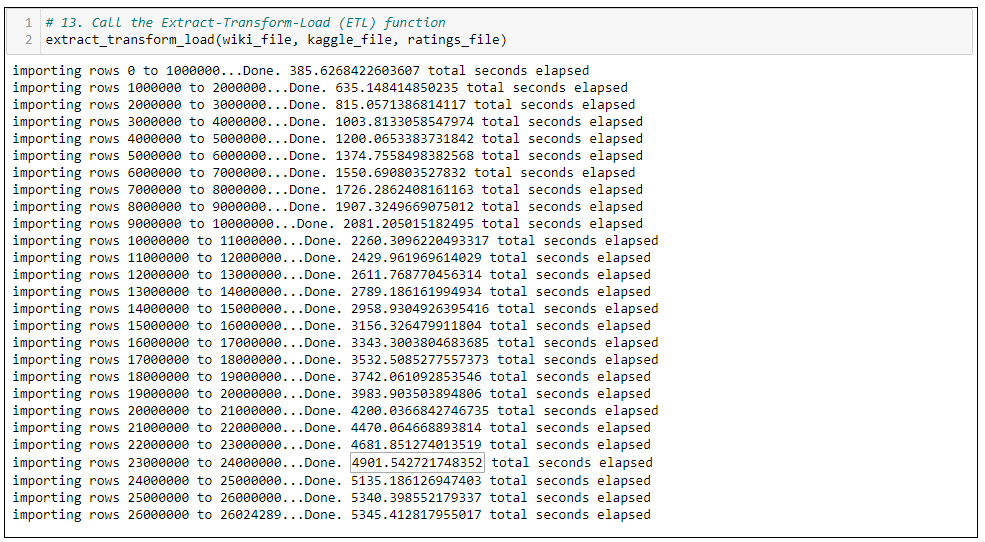 1 # 13. Call the Extract-Transform-Load (ETL) function
2 extract_transform_load(wiki_file, kaggle_file, ratings_file)
importing rows 0 to 1000000...Done. 385.6268422603607 total seconds elapsed
importing rows 1000000 to 2000000...Done. 635.148414850235 total seconds elapsed
importing rows 2000000 to 3000000...Done. 815.0571386814117 total seconds elapsed
importing rows 3000000 to 4000000...Done. 1003.8133058547974 total seconds elapsed
importing rows 4000000 to 5000000...Done. 1200.0653383731842 total seconds elapsed
importing rows 5000000 to 6000000...Done. 1374.7558498382568 total seconds elapsed
importing rows 6000000 to 7000000...Done. 1550.690803527832 total seconds elapsed
importing rows 7000000 to 8000000...Done. 1726.2862408161163 total seconds elapsed
importing rows 8000000 to 9000000...Done. 1907.3249669075012 total seconds elapsed
importing rows 9000000 to 10000000...Done. 2081.205015182495 total seconds elapsed
importing rows 10000000 to 11000000...Done. 2260.3096220493317 total seconds elapsed
importing rows 11000000 to 12000000...Done. 2429.961969614029 total seconds elapsed
importing rows 12000000 to 13000000...Done. 2611.768770456314 total seconds elapsed
importing rows 13000000 to 14000000...Done. 2789.186161994934 total seconds elapsed
importing rows 14000000 to 15000000...Done. 2958.9304926395416 total seconds elapsed
importing rows 15000000 to 16000000...Done. 3156.326479911804 total seconds elapsed
importing rows 16000000 to 17000000...Done. 3343.3003804683685 total seconds elapsed
importing rows 17000000 to 18000000...Done. 3532.5085277557373 total seconds elapsed
importing rows 18000000 to 19000000...Done. 3742.061092853546 total seconds elapsed
importing rows 19000000 to 20000000...Done. 3983.903503894806 total seconds elapsed
importing rows 20000000 to 21000000...Done. 4200.0366842746735 total seconds elapsed
importing rows 21000000 to 22000000...Done. 4470.064668893814 total seconds elapsed
importing rows 22000000 to 23000000...Done. 4681.851274013519 total seconds elapsed
importing rows 23000000 to 24000000...Done. 4901.542721748352 total seconds elapsed
importing rows 24000000 to 25000000...Done. 5135.186126947403 total seconds elapsed
importing rows 25000000 to 26000000...Done. 5340.398552179337 total seconds elapsed
importing rows 26000000 to 26024289...Done. 5345.412817955017 total seconds elapsed